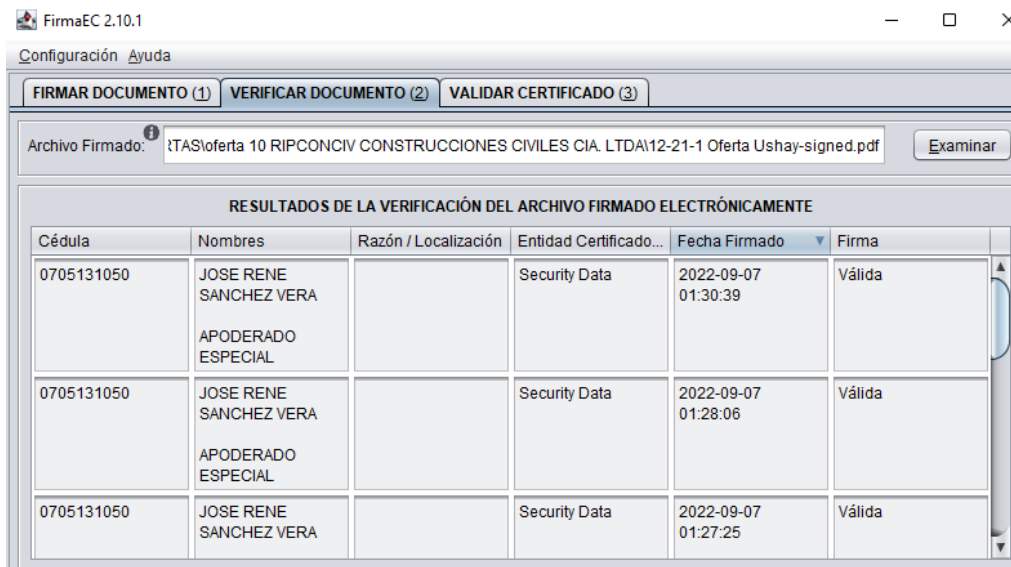 FirmaEC 2.10.1
Configuración Ayuda
FIRMAR DOCUMENTO (1) VERIFICAR DOCUMENTO (2) VALIDAR CERTIFICADO (3)
Archivo Firmado: RTAS\oferta 10 RIPCONCIV CONSTRUCCIONES CIVILES CIA. LTDA\12-21-1 Oferta Ushay-signed.pdf Examinar
RESULTADOS DE LA VERIFICACIÓN DEL ARCHIVO FIRMADO ELECTRÓNICAMENTE
Cédula Nombres Razón / Localización Entidad Certificado... Fecha Firmado Firma
0705131050 JOSE RENE Security Data 2022-09-07 Válida
SANCHEZ VERA 01:30:39
APODERADO
ESPECIAL
0705131050 JOSE RENE Security Data 2022-09-07 Válida
SANCHEZ VERA 01:28:06
APODERADO
ESPECIAL
0705131050 JOSE RENE Security Data 2022-09-07 Válida
SANCHEZ VERA 01:27:25